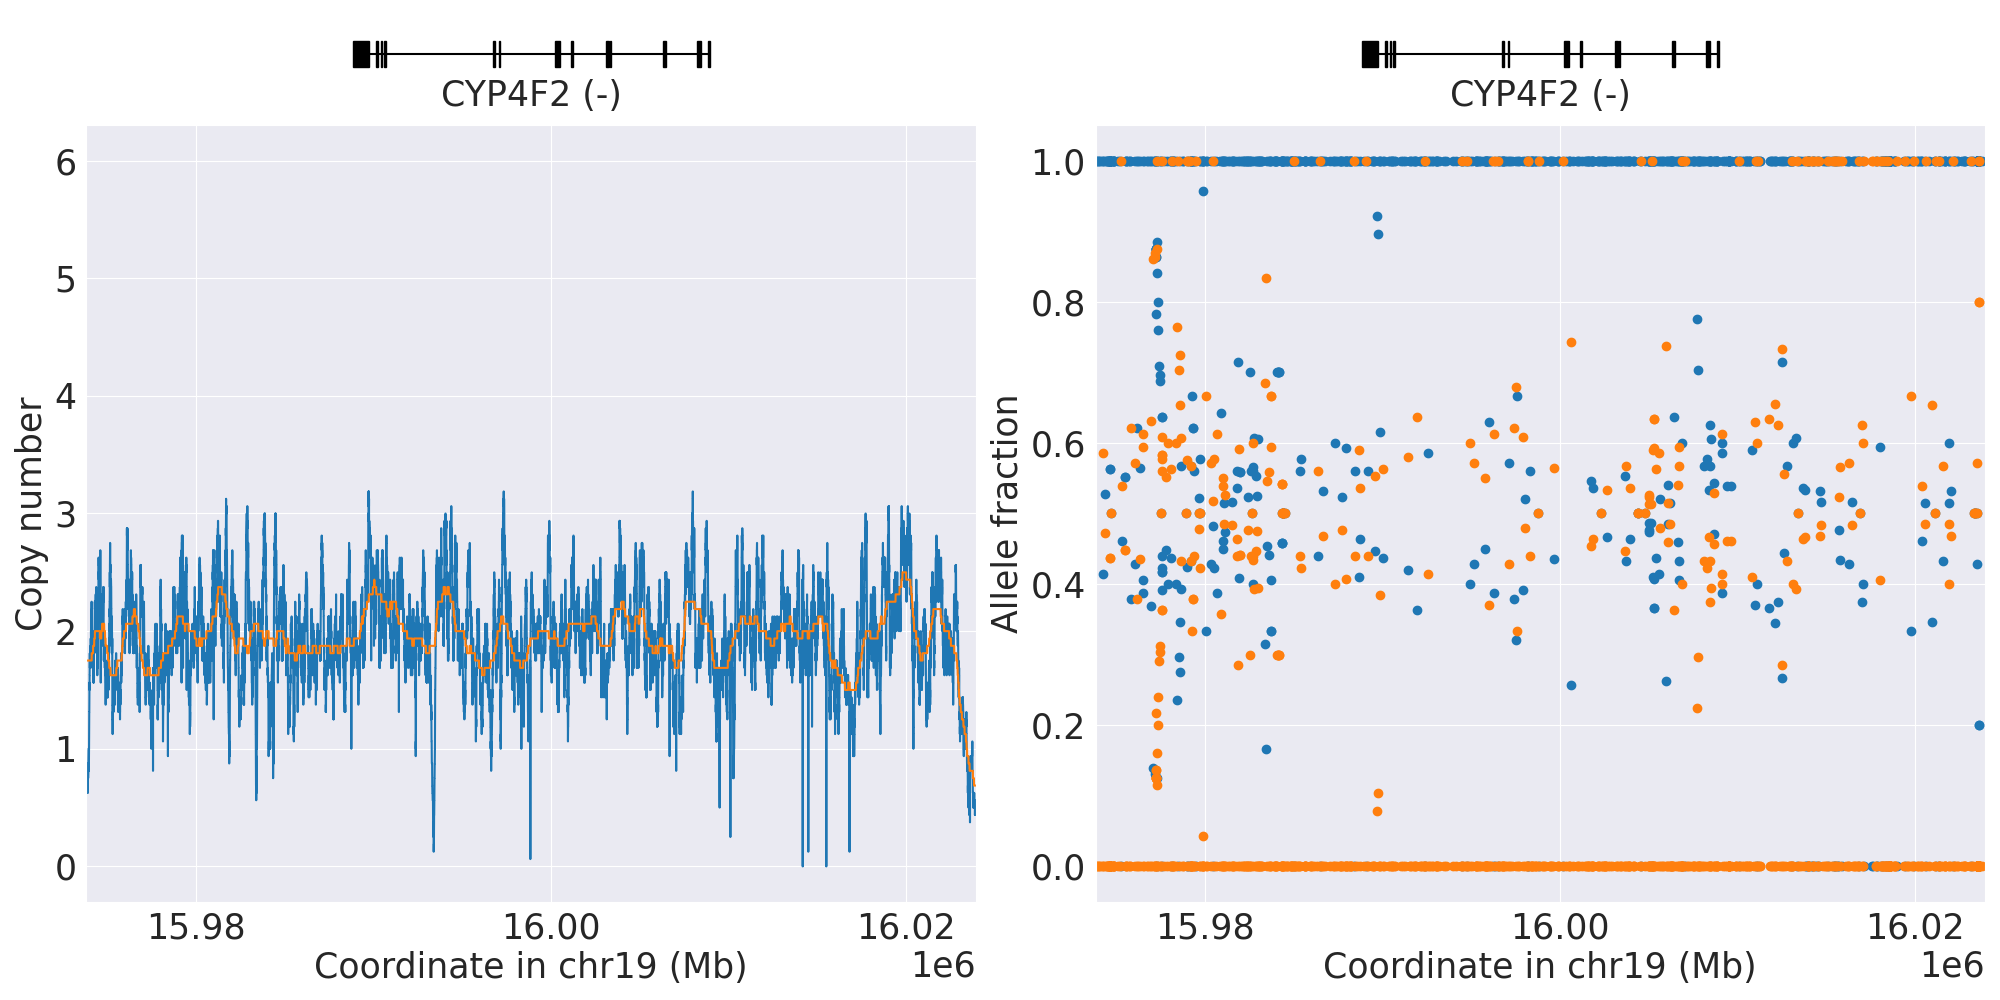 CYP4F2 (-)
6
5
4
3
2
1
0
Copy number
15.98
16.00
16.02
Coordinate in chr19 (Mb)
1e6
CYP4F2 (-)
1.0
0.8
0.6
0.4
0.2
0.0
Allele fraction
15.98
16.00
16.02
Coordinate in chr19 (Mb)
1e6